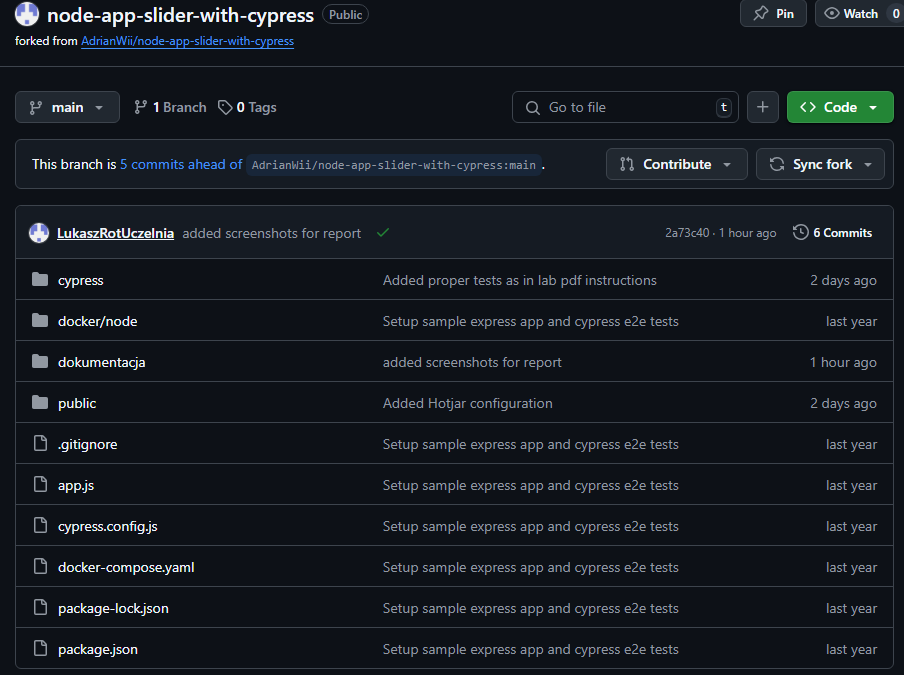 node-app-slider-with-cypress Public Pin Watch 0
forked from AdrianWii/node-app-slider-with-cypress
main 1 Branch 0 Tags Go to file t Code
This branch is 5 commits ahead of AdrianWii/node-app-slider-with-cypress:main . Contribute Sync fork
LukaszRotUczelnia added screenshots for report 2a73c40 · 1 hour ago 6 Commits
cypress Added proper tests as in lab pdf instructions 2 days ago
docker/node Setup sample express app and cypress e2e tests last year
dokumentacja added screenshots for report 1 hour ago
public Added Hotjar configuration 2 days ago
.gitignore Setup sample express app and cypress e2e tests last year
app.js Setup sample express app and cypress e2e tests last year
cypress.config.js Setup sample express app and cypress e2e tests last year
docker-compose.yaml Setup sample express app and cypress e2e tests last year
package-lock.json Setup sample express app and cypress e2e tests last year
package.json Setup sample express app and cypress e2e tests last year